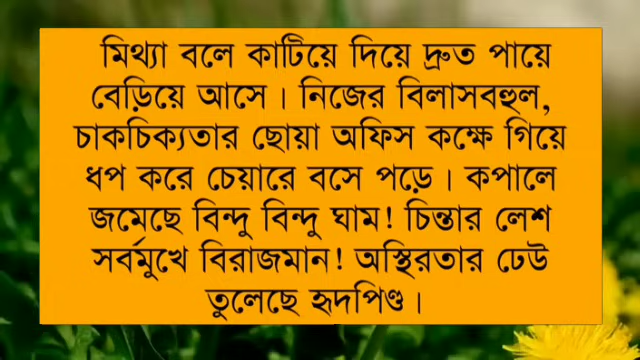 মিথ্যা বলে কাটিয়ে দিয়ে দ্রুত পায়ে
বেড়িয়ে আসে। নিজের বিলাসবহুল,
চাকচিক্যতার ছোয়া অফিস কক্ষে গিয়ে
ধপ করে চেয়ারে বসে পড়ে। কপালে
জমেছে বিন্দু বিন্দু ঘাম! চিন্তার লেশ
সর্বমুখে বিরাজমান! অস্থিরতার ঢেউ
তুলেছে হৃদপিণ্ড।